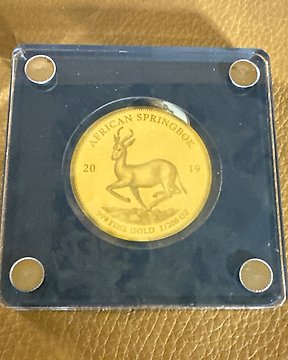 AFRICAN SPRINGBOK
20 19
FINE GOLD 1/200 OZ